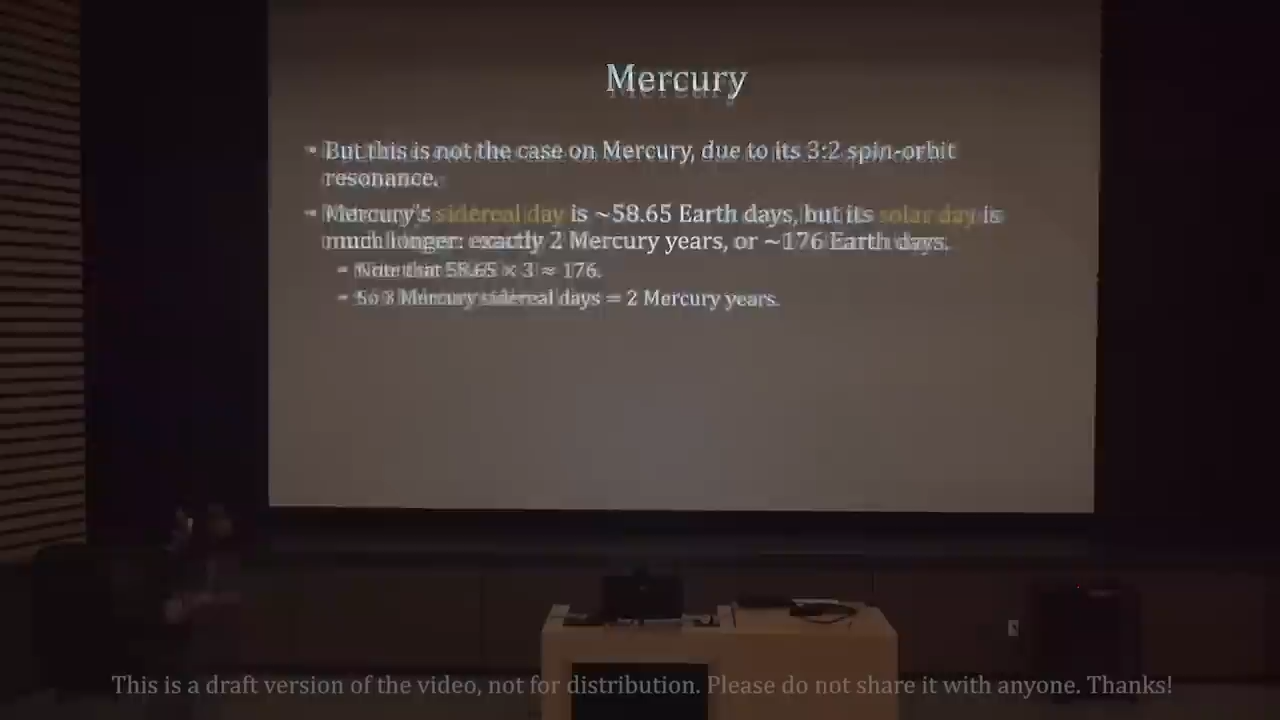 Mercury
- But this is not the case on Mercury, due to its 3:2 spin-orbit
resonance.
- Mercury's sidereal day is ~58.65 Earth days, but its solar day is
much longer: exactly 2 Mercury years, or ~176 Earth days.
- Note that 58.65 × 3 ≈ 176.
- So 3 Mercury sidereal days = 2 Mercury years.
This is a draft version of the video, not for distribution. Please do not share it with anyone. Thanks!